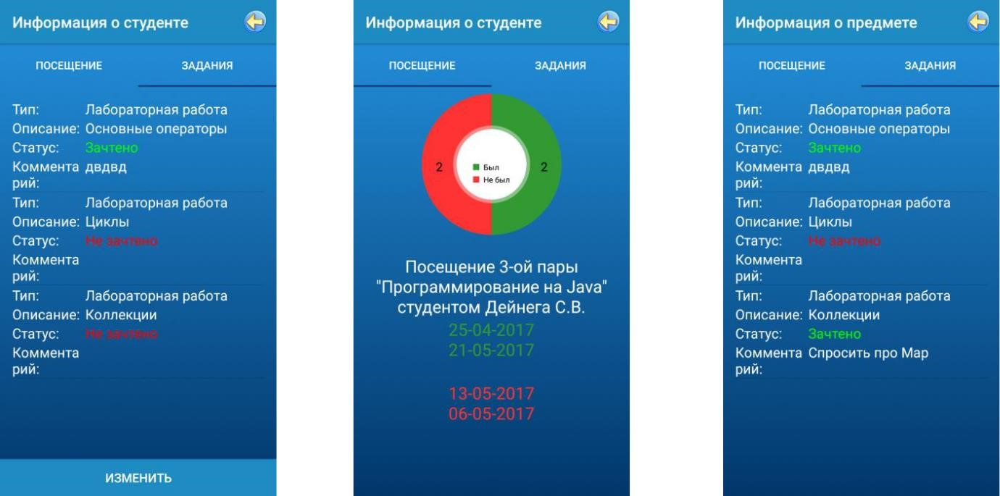 Информация о студенте
ПОСЕЩЕНИЕ ЗАДАНИЯ
Тип: Лабораторная работа
Описание: Основные операторы
Статус: Зачтено
Коммента двдвд
рий:
Тип: Лабораторная работа
Описание: Циклы
Статус: Не зачтено
Коммента
рий:
Тип: Лабораторная работа
Описание: Коллекции
Статус: Не зачтено
Коммента
рий:
ИЗМЕНИТЬ
Информация о студенте
ПОСЕЩЕНИЕ ЗАДАНИЯ
2 Был 2
Не был
Посещение 3-ой пары
"Программирование на Java"
студентом Дейнега С.В.
25-04-2017
21-05-2017
13-05-2017
06-05-2017
Информация о предмете
ПОСЕЩЕНИЕ ЗАДАНИЯ
Тип: Лабораторная работа
Описание: Основные операторы
Статус: Зачтено
Коммента двдвд
рий:
Тип: Лабораторная работа
Описание: Циклы
Статус: Не зачтено
Коммента
рий:
Тип: Лабораторная работа
Описание: Коллекции
Статус: Зачтено
Коммента Спросить про Map
рий: